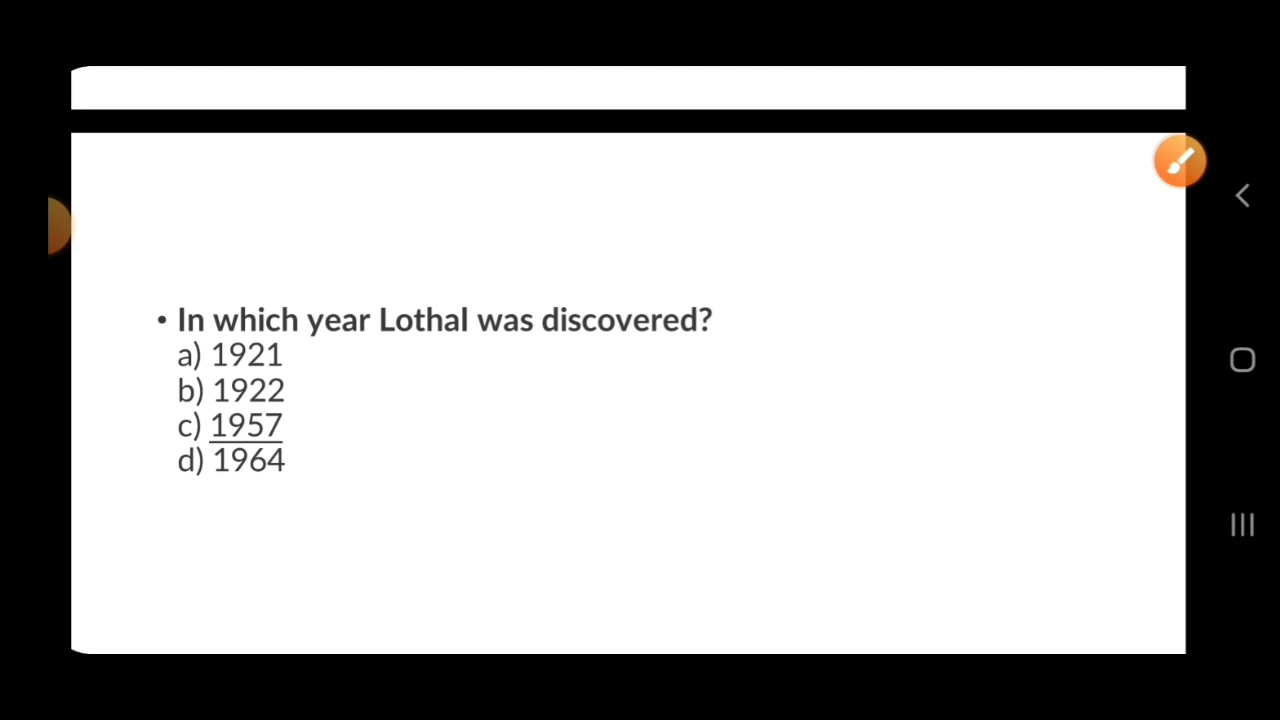 • In which year Lothal was discovered?
a) 1921
b) 1922
c) 1957
d) 1964